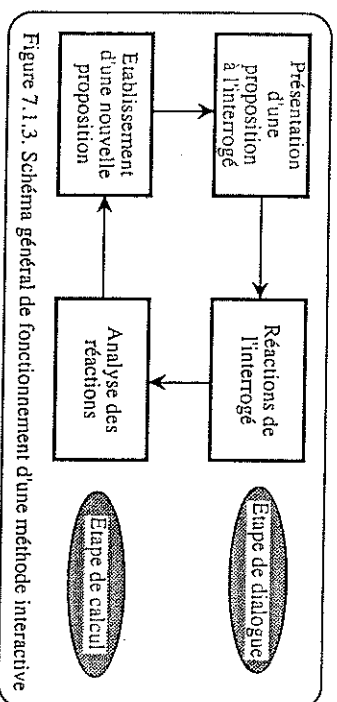 Présentation
d'une
proposition
à l'interrogé
Réactions de
l'interrogé
Etape de dialogue
Etablissement
d'une nouvelle
proposition
Analyse des
réactions
Etape de calcul
Figure 7.1.3. Schéma général de fonctionnement d'une méthode interactive